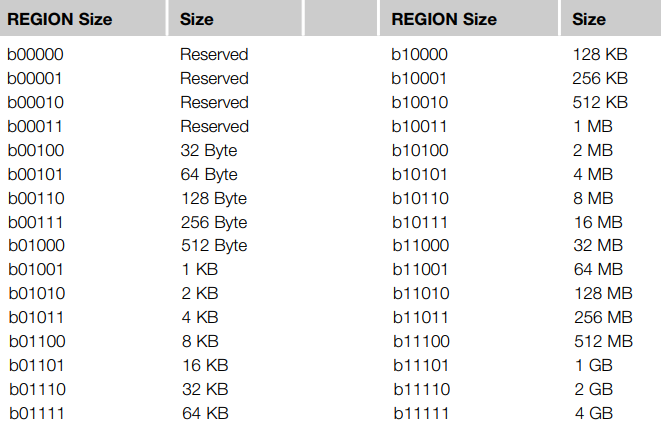 REGION Size Size REGION Size Size
b00000 Reserved b10000 128 KB
b00001 Reserved b10001 256 KB
b00010 Reserved b10010 512 KB
b00011 Reserved b10011 1 MB
b00100 32 Byte b10100 2 MB
b00101 64 Byte b10101 4 MB
b00110 128 Byte b10110 8 MB
b00111 256 Byte b10111 16 MB
b01000 512 Byte b11000 32 MB
b01001 1 KB b11001 64 MB
b01010 2 KB b11010 128 MB
b01011 4 KB b11011 256 MB
b01100 8 KB b11100 512 MB
b01101 16 KB b11101 1 GB
b01110 32 KB b11110 2 GB
b01111 64 KB b11111 4 GB